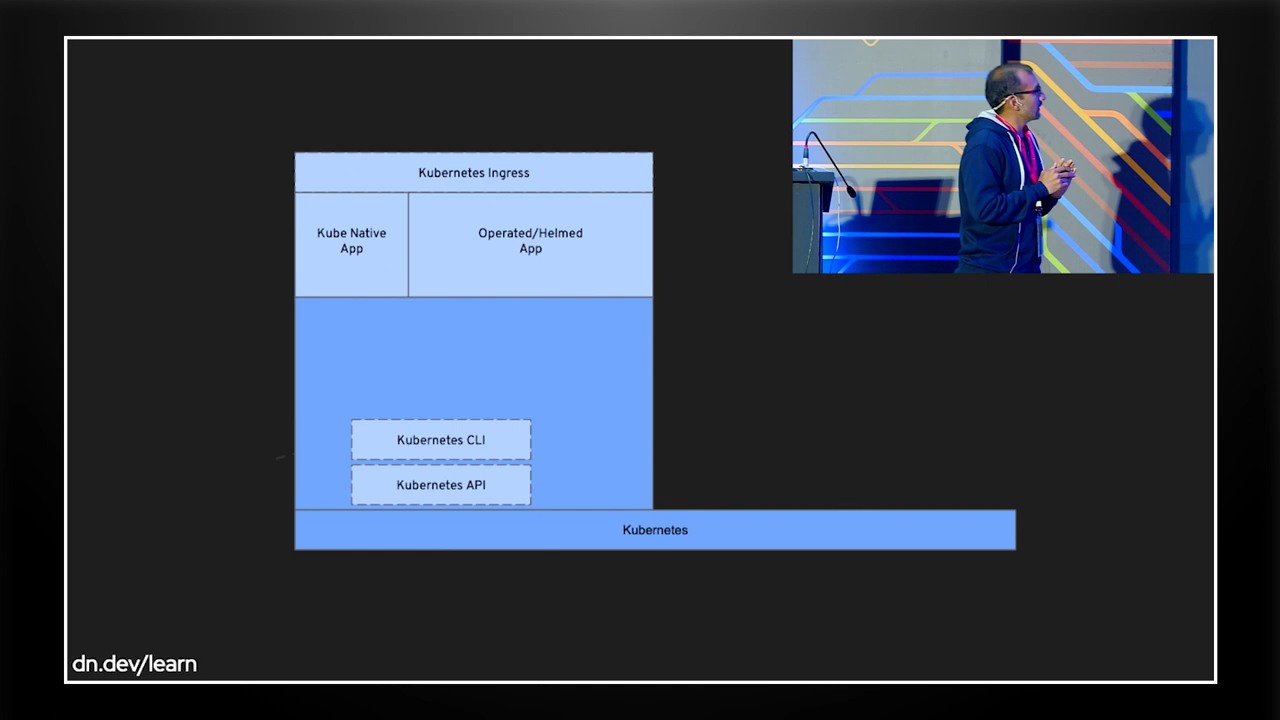 Kubernetes Ingress
Kube Native
App
Operated/Helmed
App
Kubernetes CLI
Kubernetes API
Kubernetes
dn.dev/learn